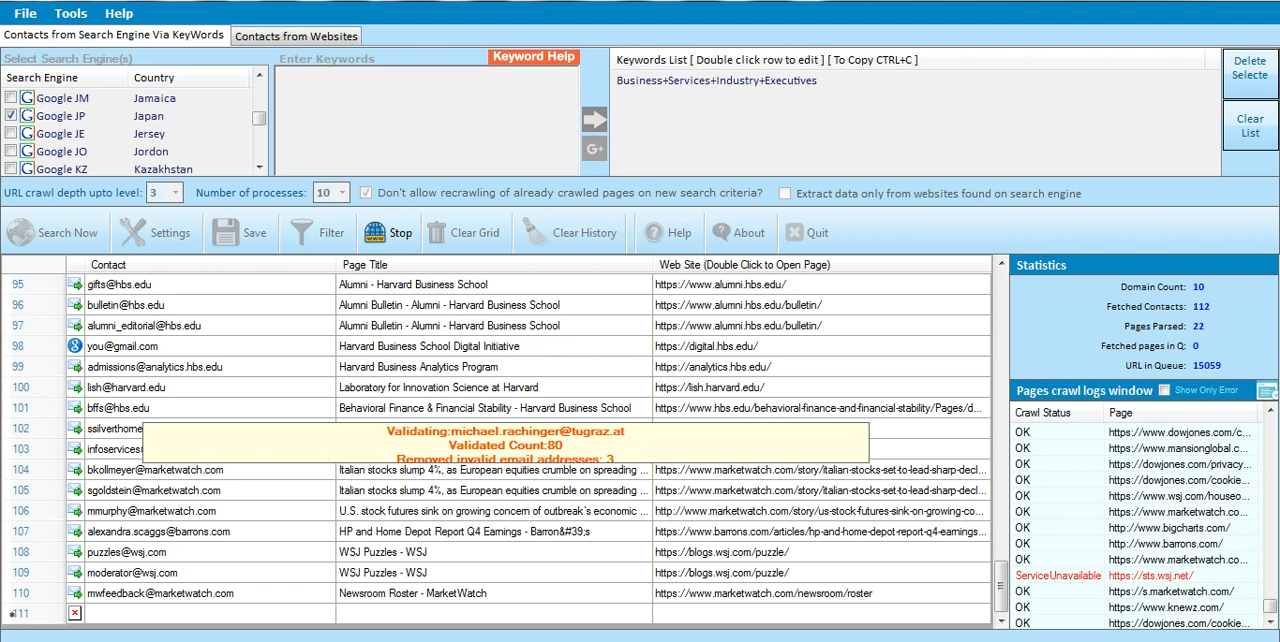 File Tools Help
Contacts from Search Engine Via KeyWords Contacts from Websites
Select Search Engine(s) Enter Keywords Keyword Help Keywords List [ Double click row to edit ] [ To Copy CTRL+C ] Delete Selecte
Search Engine Country
Business+Services+Industry+Executives
Google JM Jamaica
Google JP Japan
Google JE Jersey
Google JO Jordon
Google KZ Kazakhstan
G+
Clear List
URL crawl depth upto level: 3 Number of processes: 10 Don't allow recrawling of already crawled pages on new search criteria? Extract data only from websites found on search engine
Search Now Settings Save Filter Stop Clear Grid Clear History Help About Quit
Contact Page Title Web Site (Double Click to Open Page)
95 gifts@hbs.edu Alumni - Harvard Business School https://www.alumni.hbs.edu/
96 bulletin@hbs.edu Alumni Bulletin - Alumni - Harvard Business School https://www.alumni.hbs.edu/bulletin/
97 alumni_editorial@hbs.edu Alumni Bulletin - Alumni - Harvard Business School https://www.alumni.hbs.edu/bulletin/
98 you@gmail.com Harvard Business School Digital Initiative https://digital.hbs.edu/
99 admissions@analytics.hbs.edu Harvard Business Analytics Program https://analytics.hbs.edu/
100 lish@harvard.edu Laboratory for Innovation Science at Harvard https://lish.harvard.edu/
101 bffs@hbs.edu Behavioral Finance & Financial Stability - Harvard Business School https://www.hbs.edu/behavioral-finance-and-financial-stability/Pages/d...
102 ssilverthorne
103 infoservices
Validating:michael.rachinger@tugraz.at
Validated Count:80
Removed invalid email addresses: 3
104 bkollmeyer@marketwatch.com Italian stocks slump 4%, as European equities crumble on spreading ... https://www.marketwatch.com/story/italian-stocks-set-to-lead-sharp-decl...
105 sgoldstein@marketwatch.com Italian stocks slump 4%, as European equities crumble on spreading ... https://www.marketwatch.com/story/italian-stocks-set-to-lead-sharp-decl...
106 mmurphy@marketwatch.com U.S. stock futures sink on growing concern of outbreak's economic ... http://www.marketwatch.com/story/us-stock-futures-sink-on-growing-co...
107 alexandra.scaggs@barrons.com HP and Home Depot Report Q4 Earnings - Barron&#39;s https://www.barrons.com/articles/hp-and-home-depot-report-q4-earnings...
108 puzzles@wsj.com WSJ Puzzles - WSJ https://blogs.wsj.com/puzzle/
109 moderator@wsj.com WSJ Puzzles - WSJ https://blogs.wsj.com/puzzle/
110 mwfeedback@marketwatch.com Newsroom Roster - MarketWatch https://www.marketwatch.com/newsroom/roster
111
Statistics
Domain Count: 10
Fetched Contacts: 112
Pages Parsed: 22
Fetched pages in Q: 0
URL in Queue: 15059
Pages crawl logs window Show Only Error
Crawl Status Page
OK https://www.dowjones.com/c...
OK https://www.mansionglobal.c...
OK https://dowjones.com/privacy...
OK https://dowjones.com/cookie...
OK https://www.wsj.com/houseo...
OK https://www.marketwatch.co...
OK http://www.bigcharts.com/
OK http://www.barrons.com/
OK https://www.marketwatch.co...
ServiceUnavailable https://sts.wsj.net/
OK https://s.marketwatch.com/
OK https://www.knewz.com/
OK https://dowjones.com/cookie...